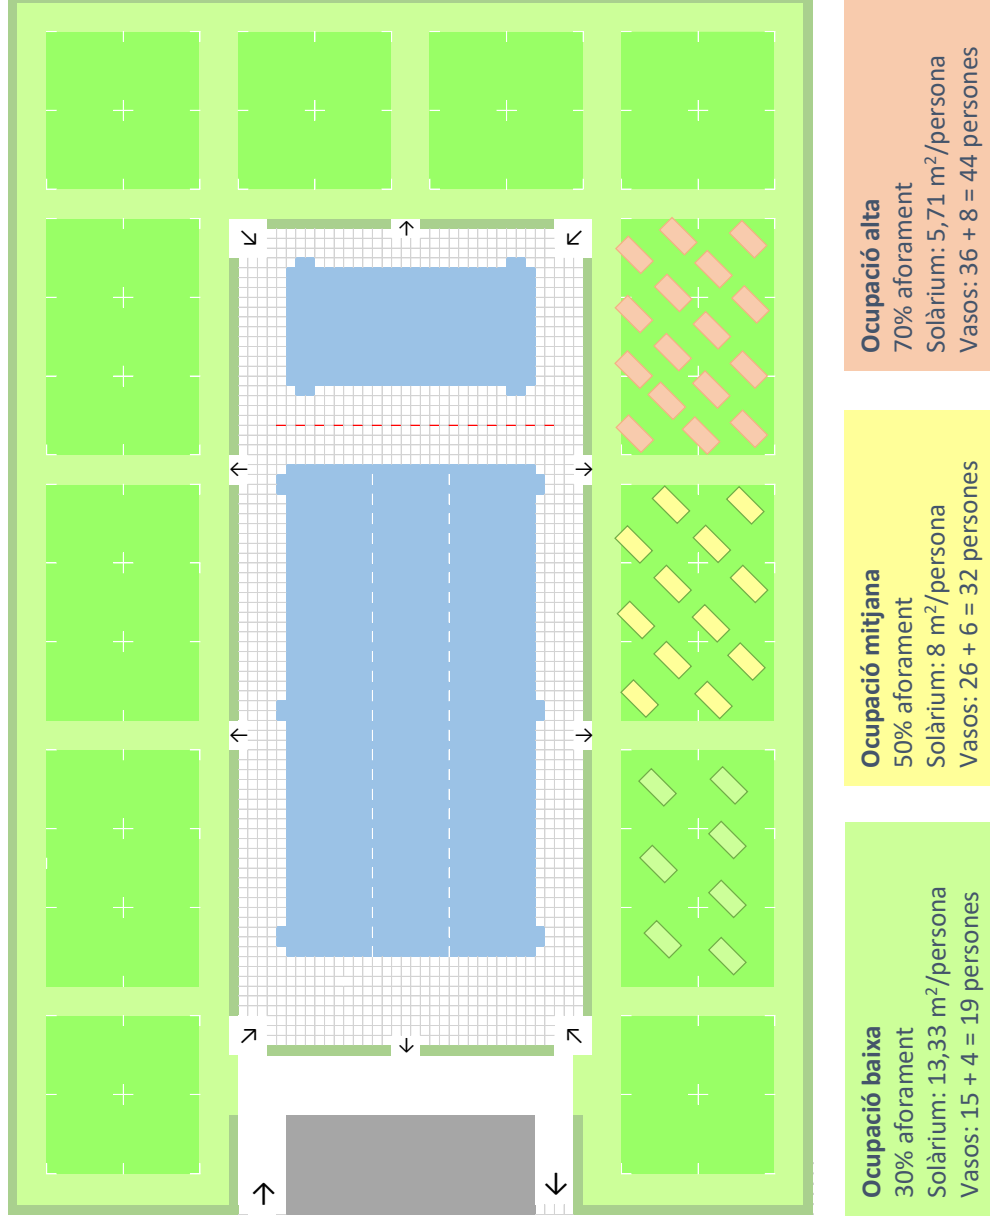 Ocupació baixa
30% aforament
Solàrium: 13,33 m²/persona
Vasos: 15 + 4 = 19 persones
Ocupació mitjana
50% aforament
Solàrium: 8 m²/persona
Vasos: 26 + 6 = 32 persones
Ocupació alta
70% aforament
Solàrium: 5,71 m²/persona
Vasos: 36 + 8 = 44 persones